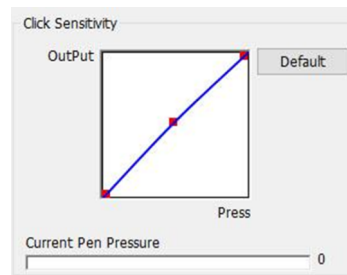 Click Sensitivity
OutPut
Default
Press
Current Pen Pressure
0